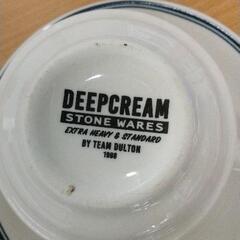 DEEPCREAM
STONE WARES
EXTRA HEAVY & STANDARD
BY TEAM DULTON
1998